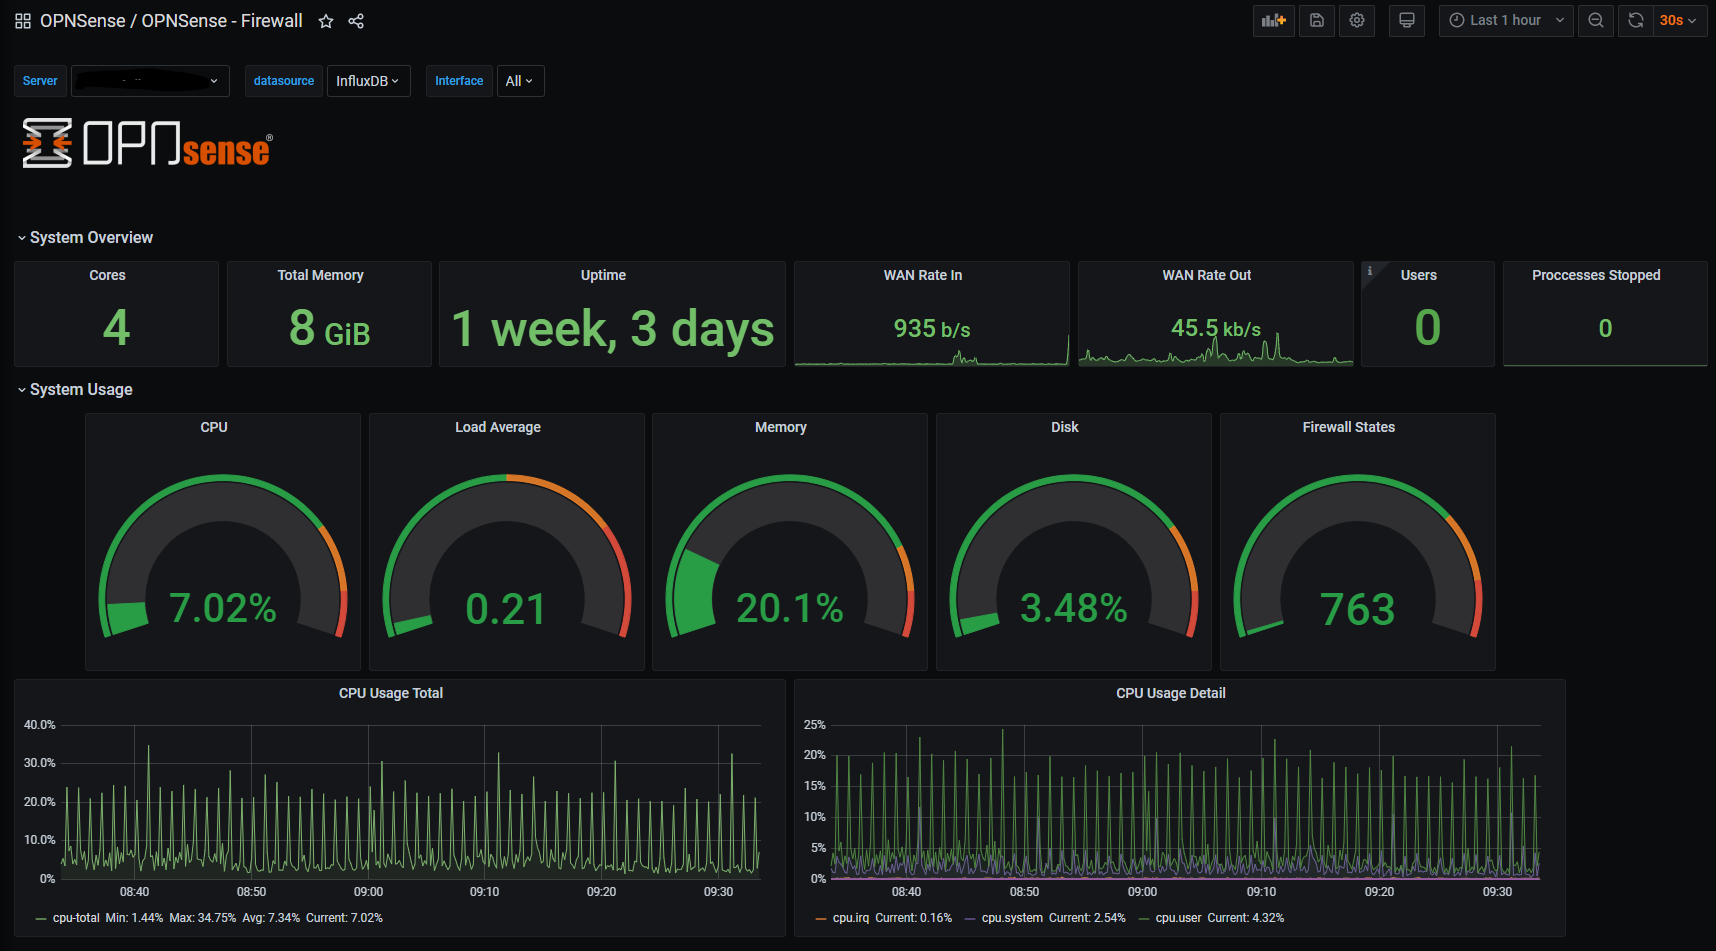 OPNSense / OPNSense - Firewall
Last 1 hour
30s
Server
datasource
InfluxDB
Interface
All
OPNsense®
System Overview
Cores
4
Total Memory
8 GiB
Uptime
1 week, 3 days
WAN Rate In
935 b/s
WAN Rate Out
45.5 kb/s
i
Users
0
Proccesses Stopped
0
System Usage
CPU
7.02%
Load Average
0.21
Memory
20.1%
Disk
3.48%
Firewall States
763
CPU Usage Total
40.0%
30.0%
20.0%
10.0%
0%
08:40 08:50 09:00 09:10 09:20 09:30
cpu-total Min: 1.44% Max: 34.75% Avg: 7.34% Current: 7.02%
CPU Usage Detail
25%
20%
15%
10%
5%
0%
08:40 08:50 09:00 09:10 09:20 09:30
cpu.irq Current: 0.16% cpu.system Current: 2.54% cpu.user Current: 4.32%